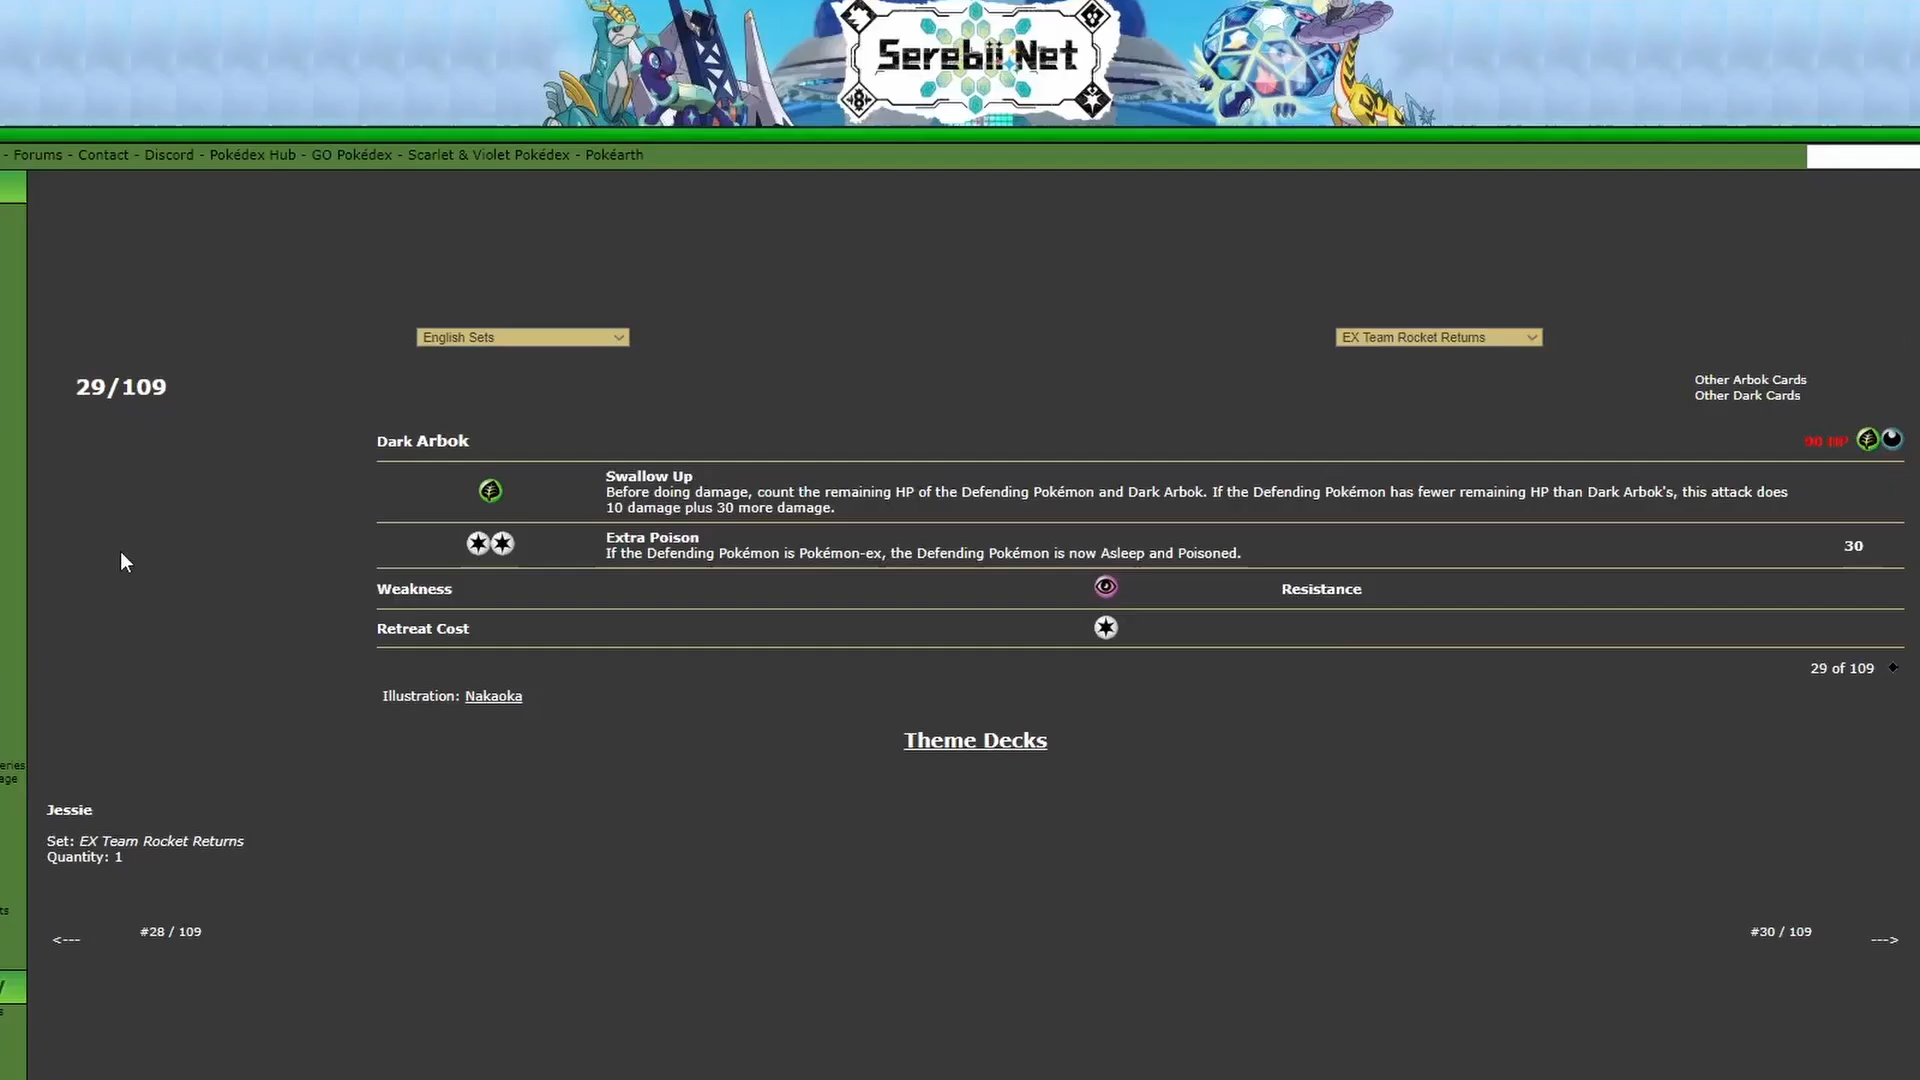 Serebii.Net
- Forums - Contact - Discord - Pokédex Hub - GO Pokédex - Scarlet & Violet Pokédex - Pokéarth
English Sets
EX Team Rocket Returns
29/109
Other Arbok Cards
Other Dark Cards
Dark Arbok
90 HP
Swallow Up
Before doing damage, count the remaining HP of the Defending Pokémon and Dark Arbok. If the Defending Pokémon has fewer remaining HP than Dark Arbok's, this attack does
10 damage plus 30 more damage.
Extra Poison
If the Defending Pokémon is Pokémon-ex, the Defending Pokémon is now Asleep and Poisoned.
30
Weakness
Resistance
Retreat Cost
29 of 109
Illustration: Nakaoka
Theme Decks
eries
age
Jessie
Set: EX Team Rocket Returns
Quantity: 1
ts
<---
#28 / 109
#30 / 109
--->
s